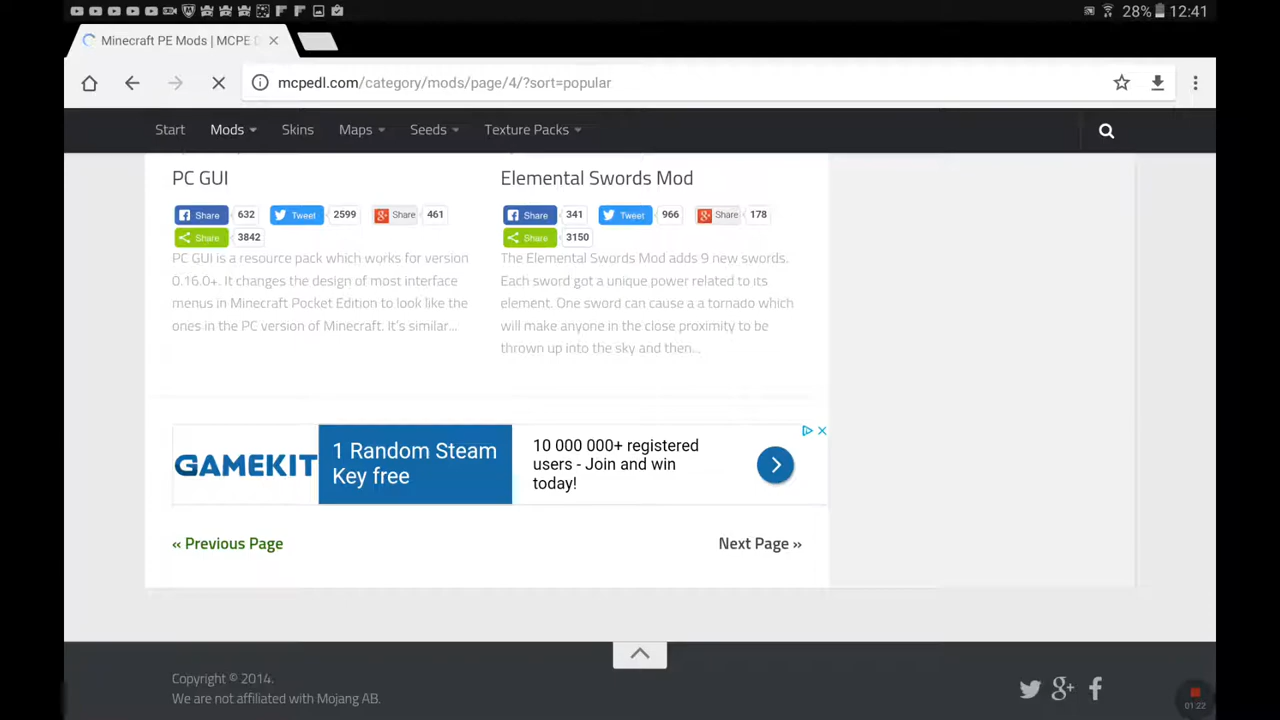 28% 12:41
Minecraft PE Mods | MCPE D
mcpedl.com/category/mods/page/4/?sort=popular
Start Mods Skins Maps Seeds Texture Packs
PC GUI
Share 632 Tweet 2599 Share 461
Share 3842
PC GUI is a resource pack which works for version
0.16.0+. It changes the design of most interface
menus in Minecraft Pocket Edition to look like the
ones in the PC version of Minecraft. It's similar...
Elemental Swords Mod
Share 341 Tweet 966 Share 178
Share 3150
The Elemental Swords Mod adds 9 new swords.
Each sword got a unique power related to its
element. One sword can cause a a tornado which
will make anyone in the close proximity to be
thrown up into the sky and then...
GAMEKIT
1 Random Steam
Key free
10 000 000+ registered
users - Join and win
today!
« Previous Page Next Page »
Copyright © 2014.
We are not affiliated with Mojang AB.
01:22